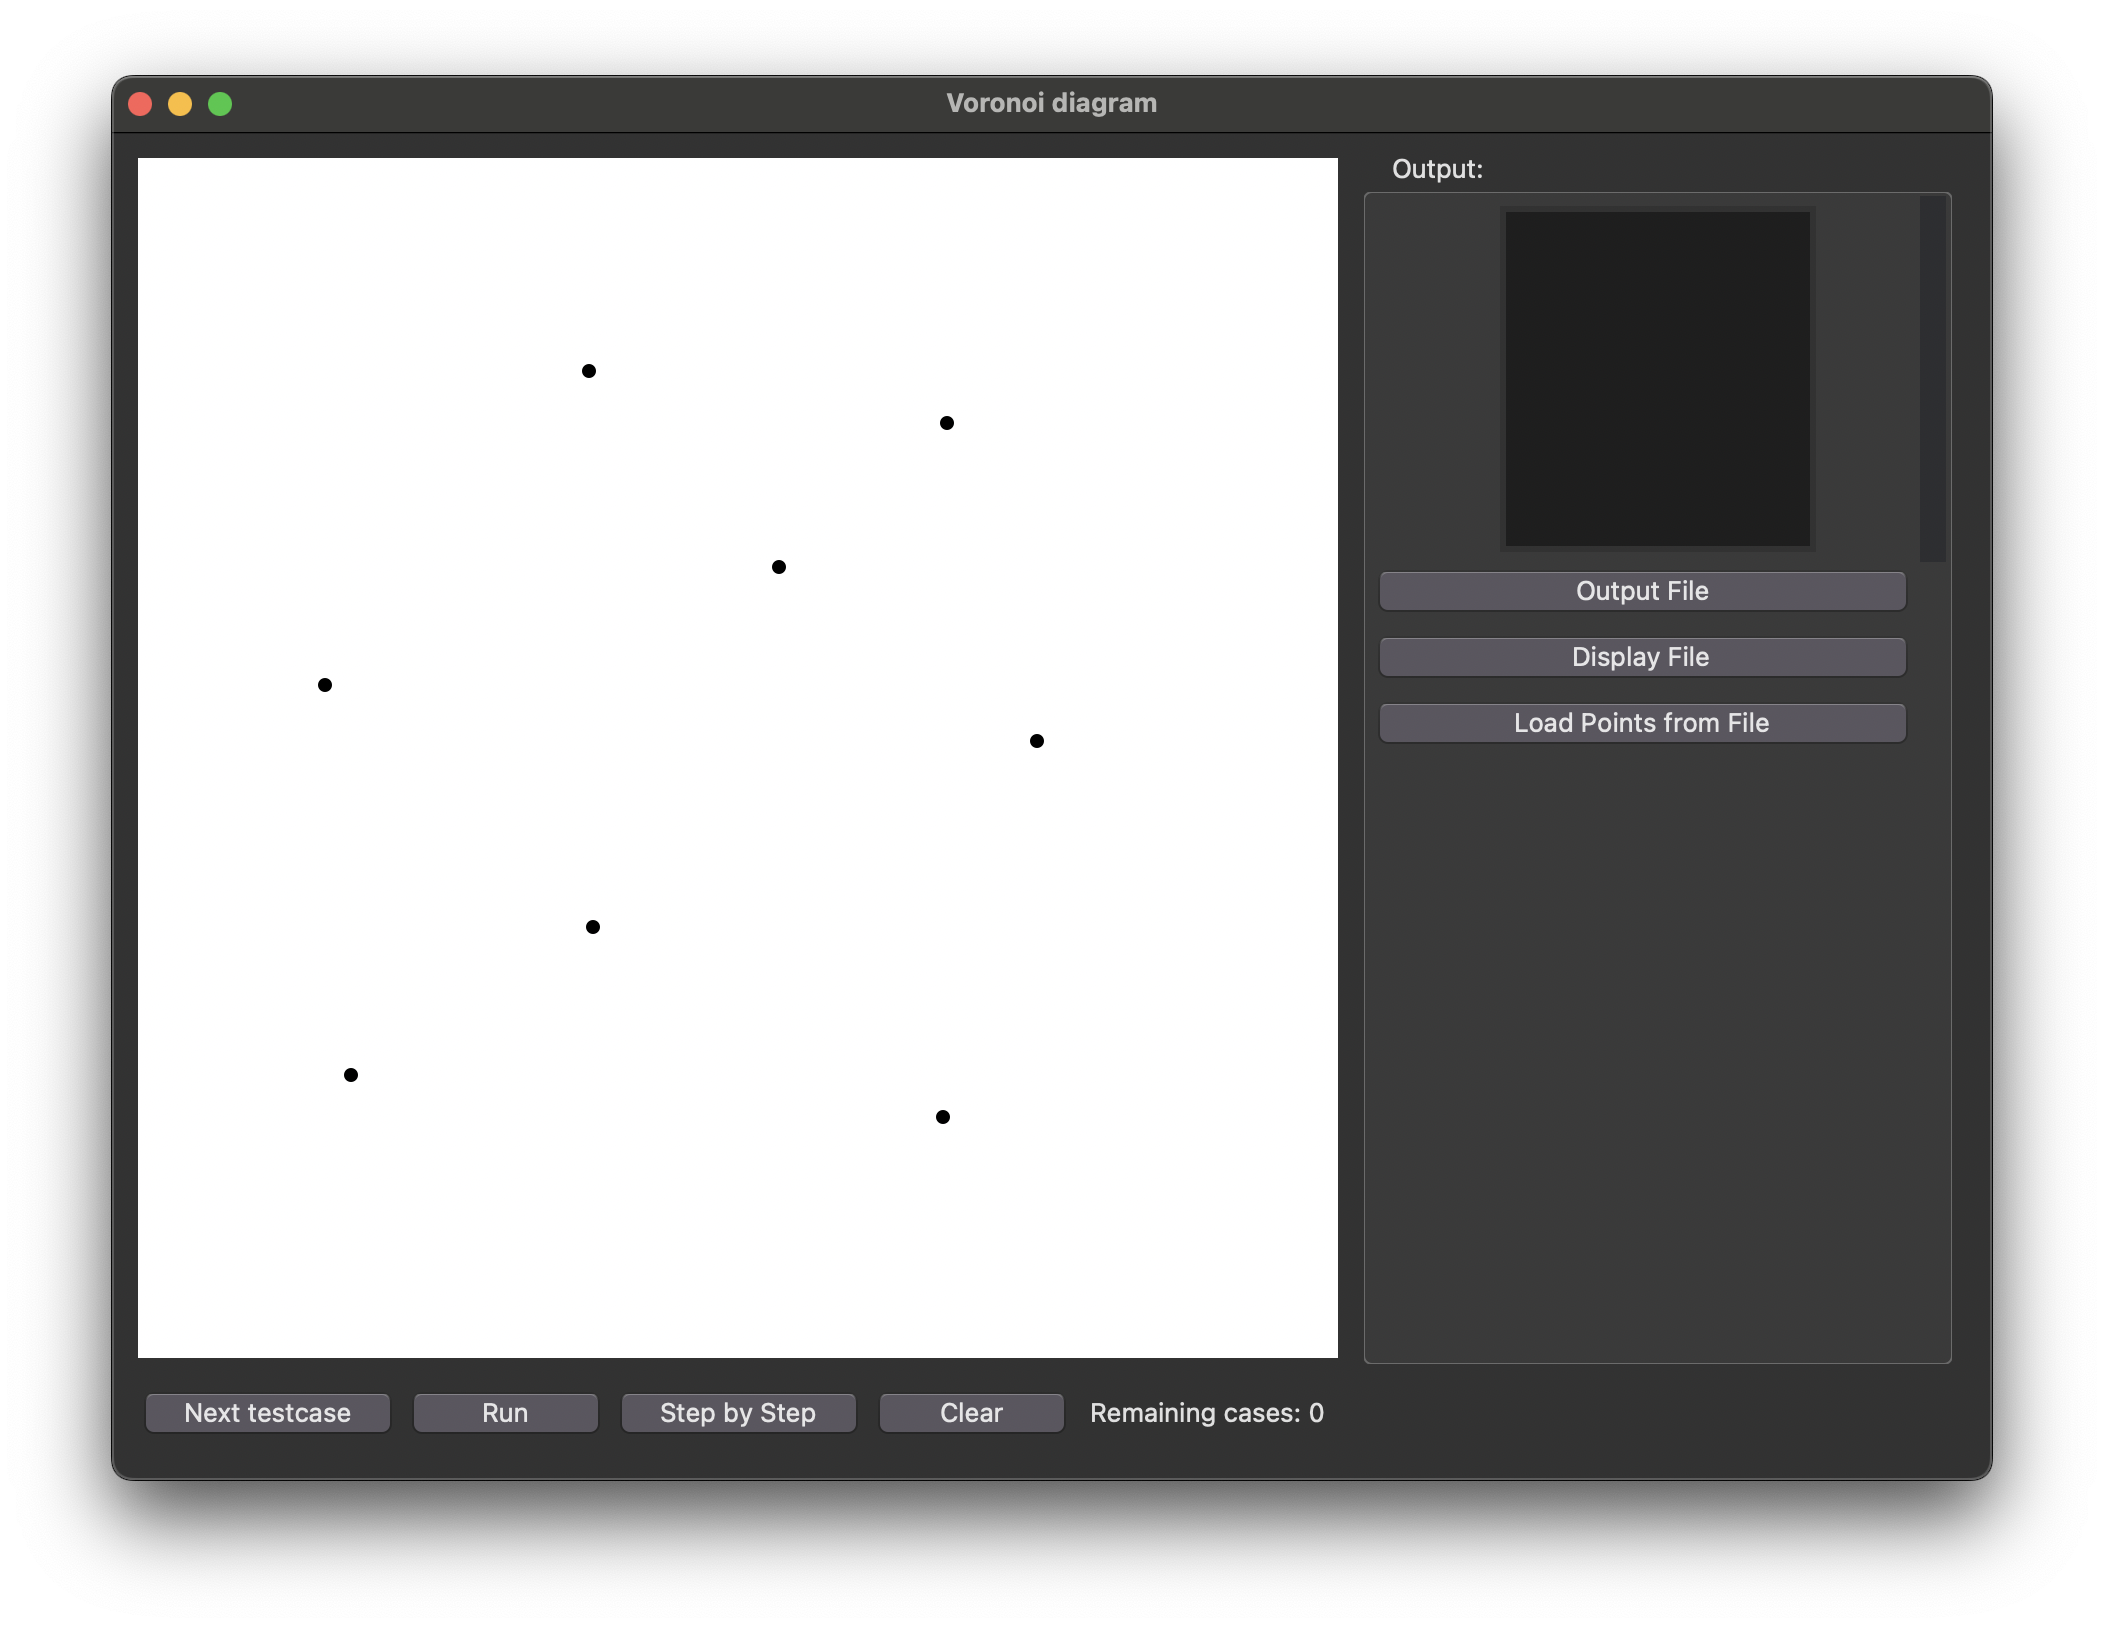 Voronoi diagram
Output:
Output File
Display File
Load Points from File
Next testcase
Run
Step by Step
Clear
Remaining cases: 0